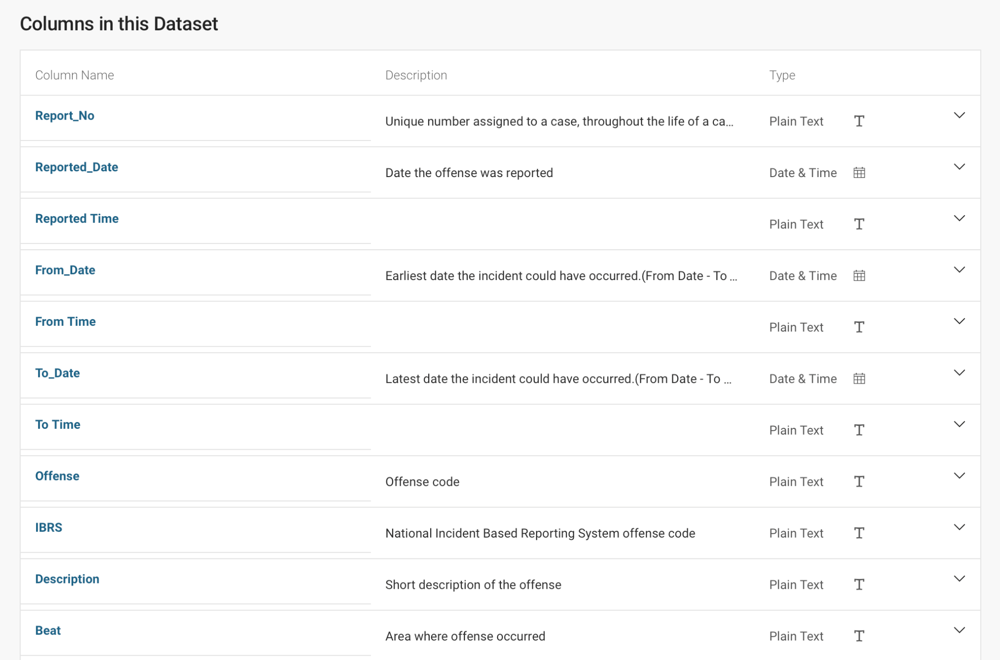 Columns in this Dataset
Column Name Description Type
Report_No Unique number assigned to a case, throughout the life of a ca... Plain Text
Reported_Date Date the offense was reported Date & Time
Reported Time Plain Text
From_Date Earliest date the incident could have occurred.(From Date - To ... Date & Time
From Time Plain Text
To_Date Latest date the incident could have occurred.(From Date - To ... Date & Time
To Time Plain Text
Offense Offense code Plain Text
IBRS National Incident Based Reporting System offense code Plain Text
Description Short description of the offense Plain Text
Beat Area where offense occurred Plain Text